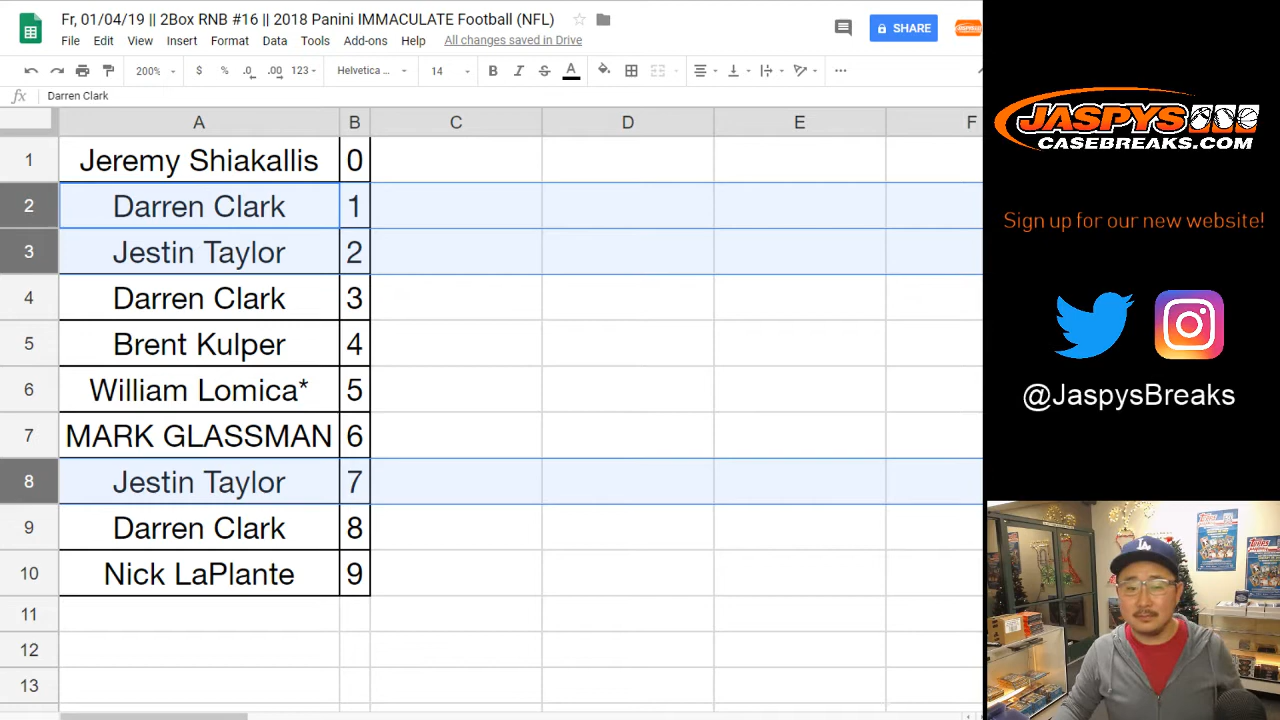 Fr, 01/04/19 || 2Box RNB #16 || 2018 Panini IMMACULATE Football (NFL)
File Edit View Insert Format Data Tools Add-ons Help All changes saved in Drive
SHARE
200% $ % .0 .00 123 Helvetica ... 14 B I S A
fx Darren Clark
A B C D E F
1 Jeremy Shiakallis 0
2 Darren Clark 1
3 Jestin Taylor 2
4 Darren Clark 3
5 Brent Kulper 4
6 William Lomica* 5
7 MARK GLASSMAN 6
8 Jestin Taylor 7
9 Darren Clark 8
10 Nick LaPlante 9
11
12
13
JASPYS
CASEBREAKS.COM
Sign up for our new website!
@JaspysBreaks
LA
Topps